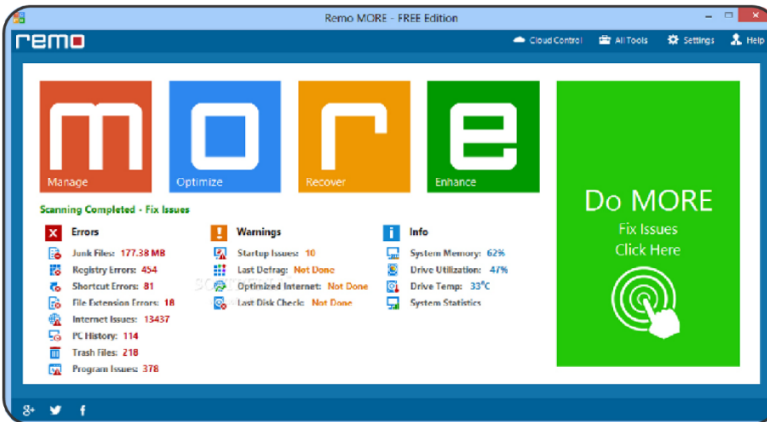 Remo MORE - FREE Edition
remo
Cloud Control All Tools Settings Help
m o r e
Manage Optimize Recover Enhance
Do MORE
Fix Issues
Click Here
Scanning Completed - Fix Issues
Errors
Junk Files: 177.38 MB
Registry Errors: 454
Shortcut Errors: 81
File Extension Errors: 18
Internet Issues: 13437
PC History: 114
Trash Files: 218
Program Issues: 378
Warnings
Startup Issues: 10
Last Defrag: Not Done
Optimized Internet: Not Done
Last Disk Check: Not Done
Info
System Memory: 62%
Drive Utilization: 47%
Drive Temp: 33°C
System Statistics